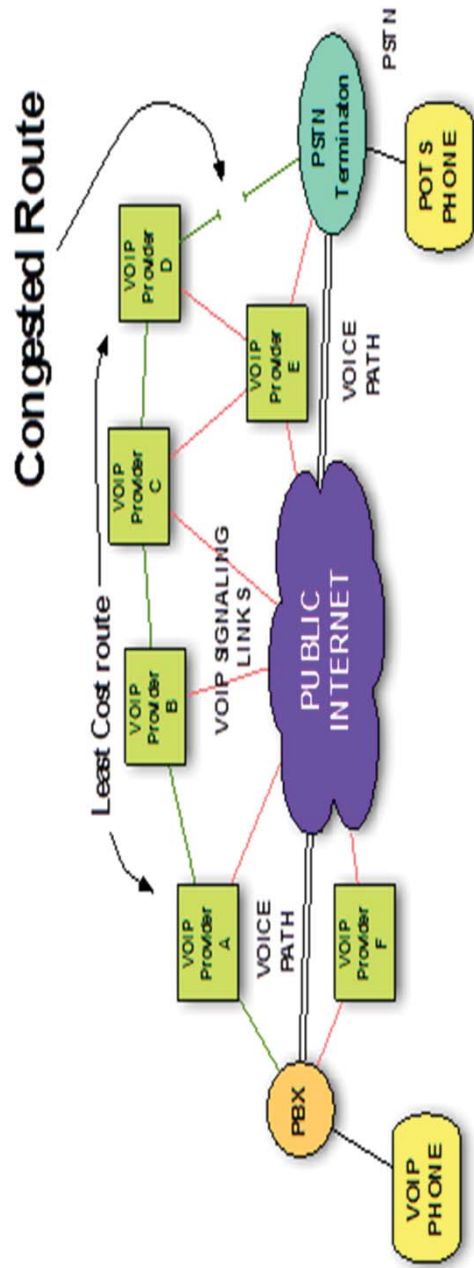 Congested Route
Least Cost route
VOIP
Provider
A
VOIP
Provider
B
VOIP
Provider
C
VOIP
Provider
D
VOIP
Provider
E
VOIP
Provider
F
VOIP SIGNALING
LINKS
VOICE
PATH
VOICE
PATH
PUBLIC
INTERNET
PBX
VOIP
PHONE
PSTN
Terminaton
PSTN
POTS
PHONE